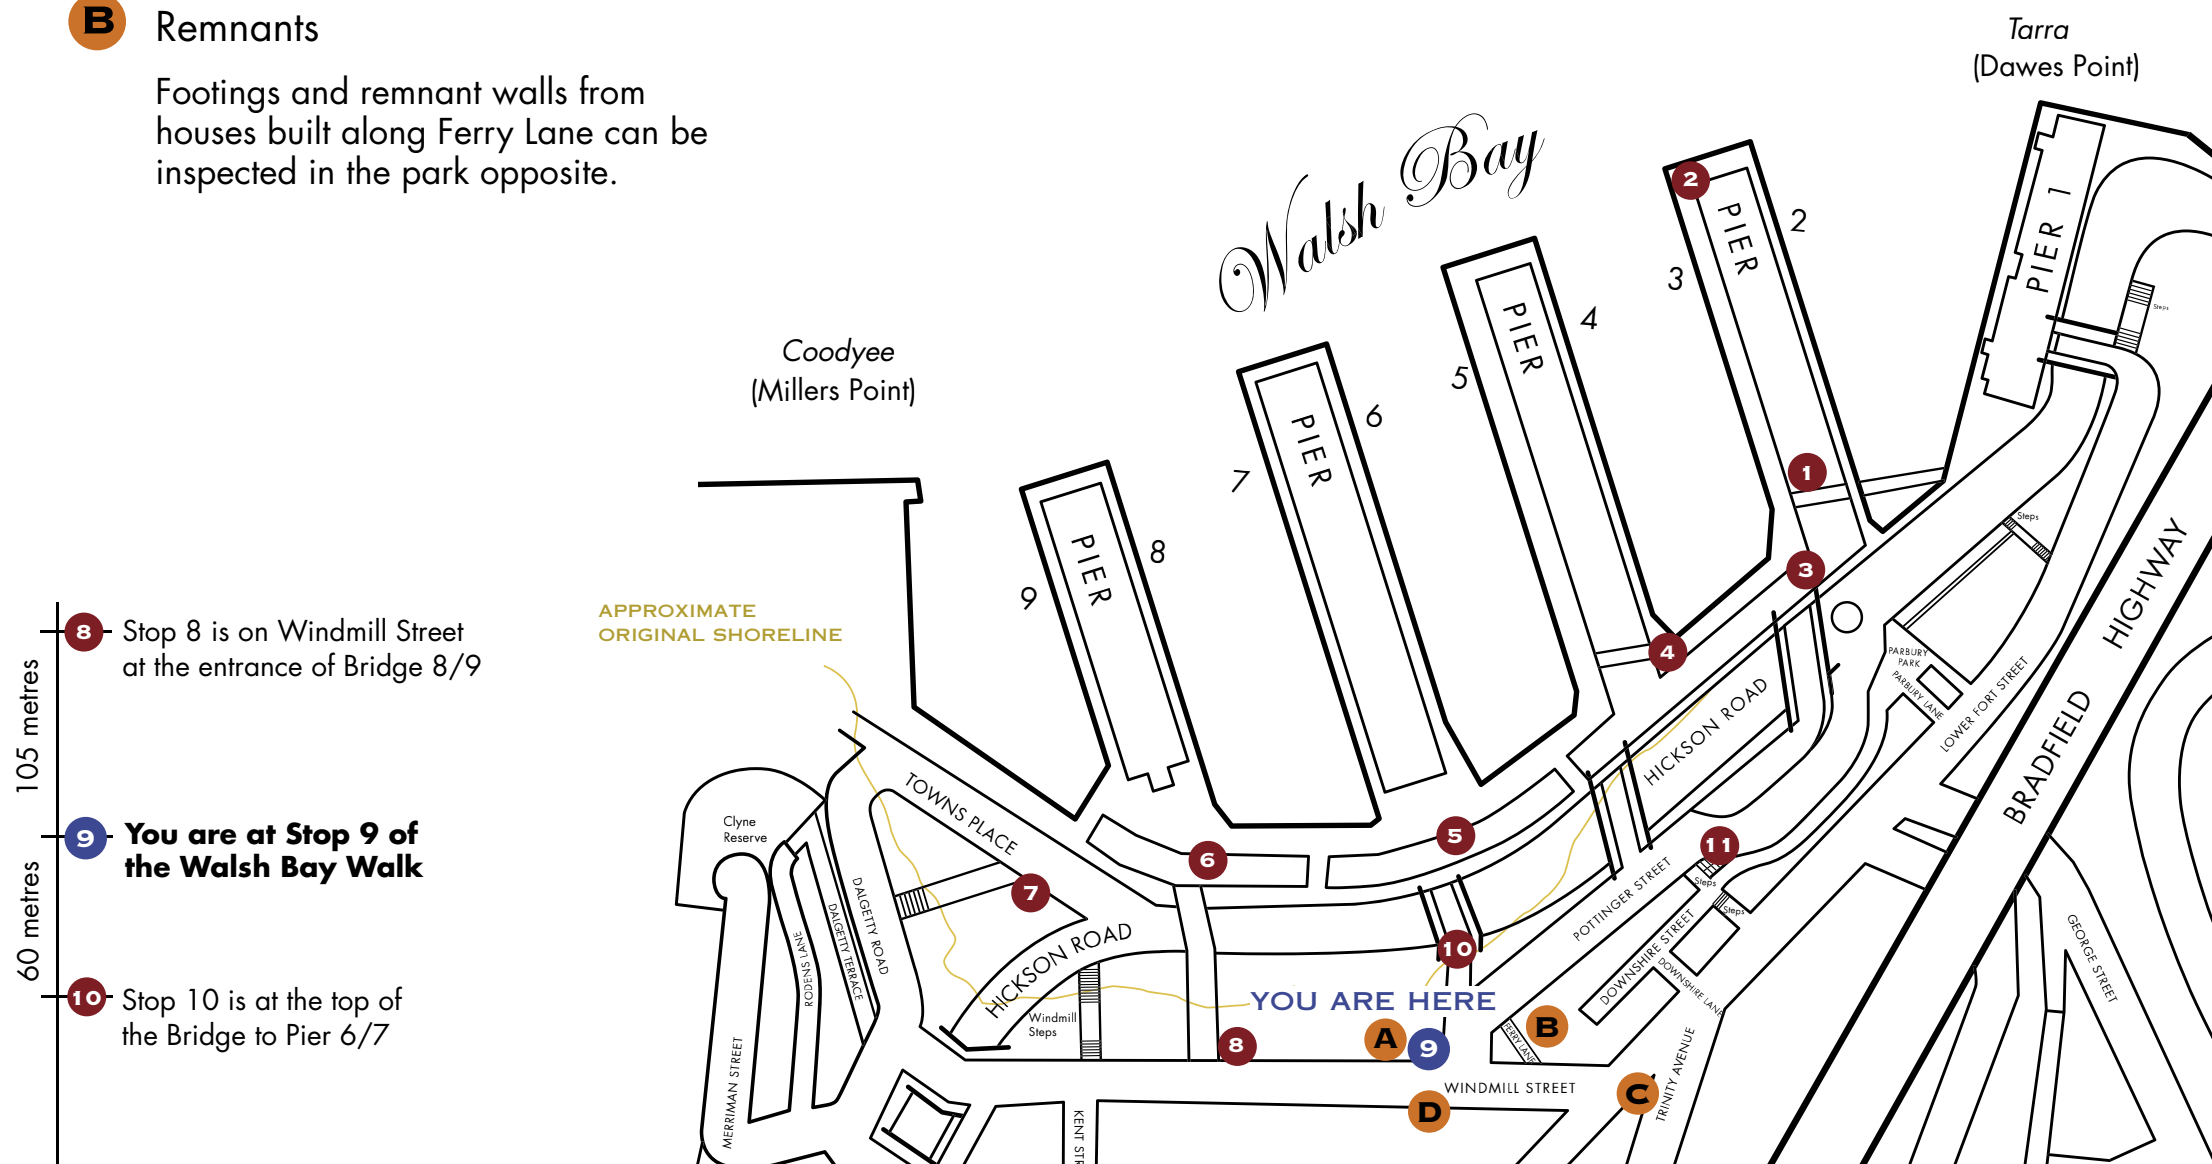 B Remnants
Footings and remnant walls from
houses built along Ferry Lane can be
inspected in the park opposite.
Tarra
(Dawes Point)
Walsh Bay
Coodyee
(Millers Point)
APPROXIMATE
ORIGINAL SHORELINE
8 Stop 8 is on Windmill Street
at the entrance of Bridge 8/9
105 metres
9 You are at Stop 9 of
the Walsh Bay Walk
60 metres
10 Stop 10 is at the top of
the Bridge to Pier 6/7
PIER 1
2
PIER
2
3
PIER
4
5
PIER
6
7
PIER
8
9
Steps
1
3
4
5
6
7
10
11
8
9
A
B
C
D
YOU ARE HERE
Steps
PARBURY
PARK
PARBURY LANE
LOWER FORT STREET
BRADFIELD HIGHWAY
HICKSON ROAD
TOWNS PLACE
HICKSON ROAD
Clyne
Reserve
DALGETTY ROAD
DALGETTY TERRACE
RODENS LANE
MERRIMAN STREET
Windmill
Steps
POTTINGER STREET
Steps
Steps
DOWNSHIRE STREET
DOWNSHIRE LANE
FERRY LANE
WINDMILL STREET
TRINITY AVENUE
GEORGE STREET
KENT STR